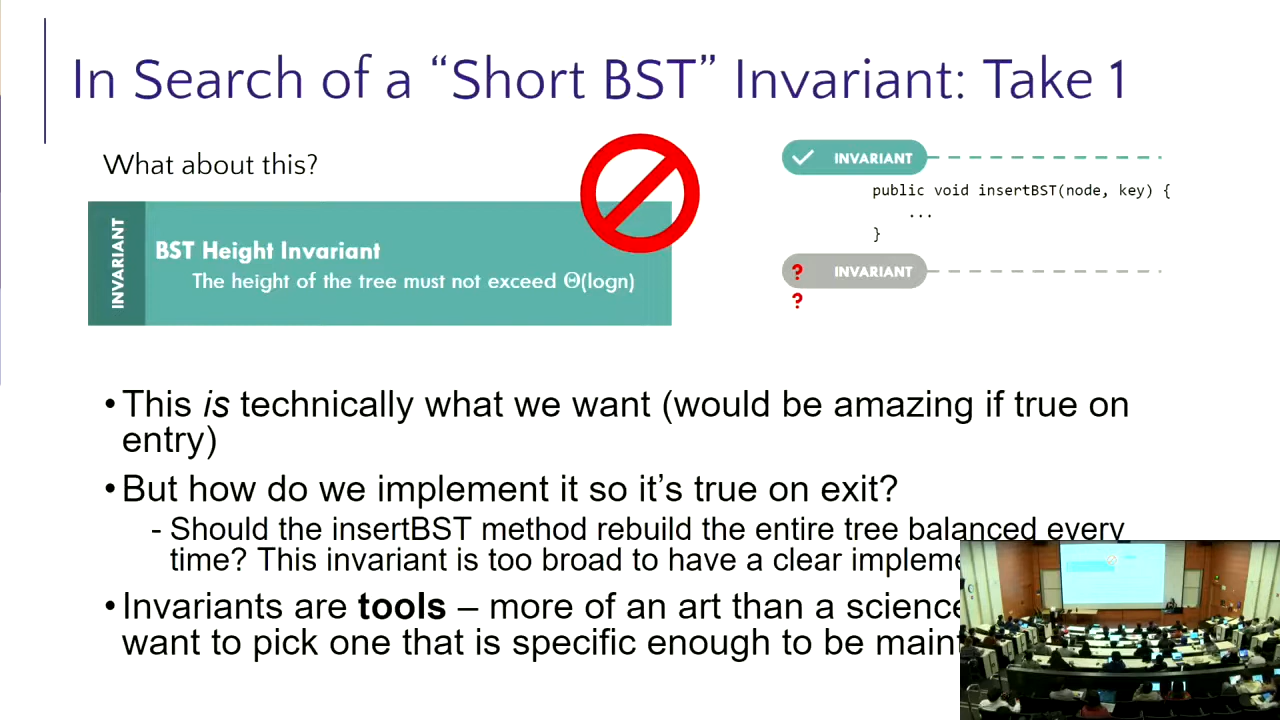 In Search of a “Short BST” Invariant: Take 1
What about this?
INVARIANT
BST Height Invariant
The height of the tree must not exceed Θ(logn)
INVARIANT
public void insertBST(node, key) {
...
}
? INVARIANT
?
•This is technically what we want (would be amazing if true on
entry)
•But how do we implement it so it’s true on exit?
- Should the insertBST method rebuild the entire tree balanced every
time? This invariant is too broad to have a clear
•Invariants are tools – more of an art than a science
want to pick one that is specific enough to be